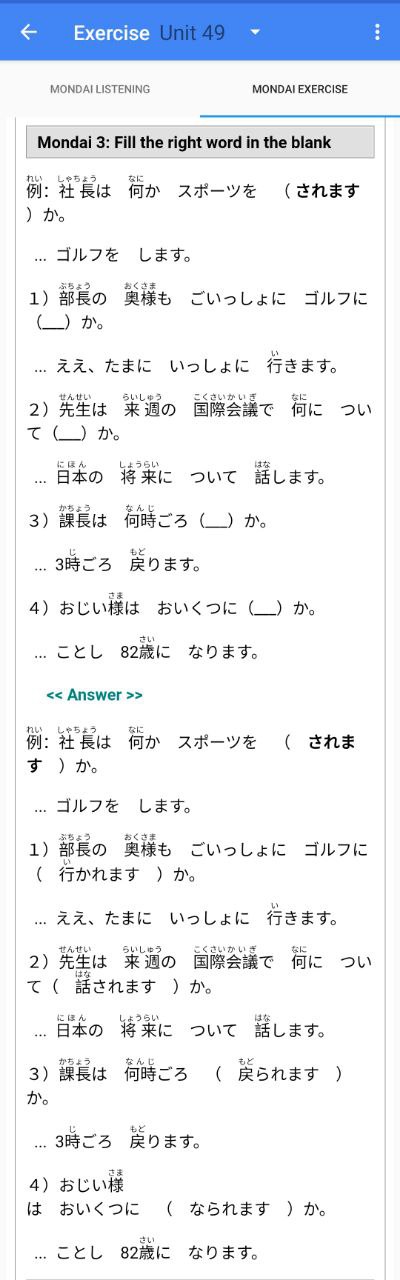 Exercise Unit 49
MONDAI LISTENING
MONDAI EXERCISE
Mondai 3: Fill the right word in the blank
例: 社長は 何か スポーツを ( されます
) か。
... ゴルフを します。
1) 部長の 奥様も ごいっしょに ゴルフに
(___) か。
... ええ、たまに いっしょに 行きます。
2) 先生は 来週の 国際会議で 何に つい
て (___) か。
... 日本の 将来に ついて 話します。
3) 課長は 何時ごろ (___) か。
... 3時ごろ 戻ります。
4) おじい様は おいくつに (___) か。
... ことし 82歳に なります。
<< Answer >>
例: 社長は 何か スポーツを ( されま
す ) か。
... ゴルフを します。
1) 部長の 奥様も ごいっしょに ゴルフに
( 行かれます ) か。
... ええ、たまに いっしょに 行きます。
2) 先生は 来週の 国際会議で 何に つい
て ( 話されます ) か。
... 日本の 将来に ついて 話します。
3) 課長は 何時ごろ ( 戻られます )
か。
... 3時ごろ 戻ります。
4) おじい様
は おいくつに ( なられます ) か。
... ことし 82歳に なります。